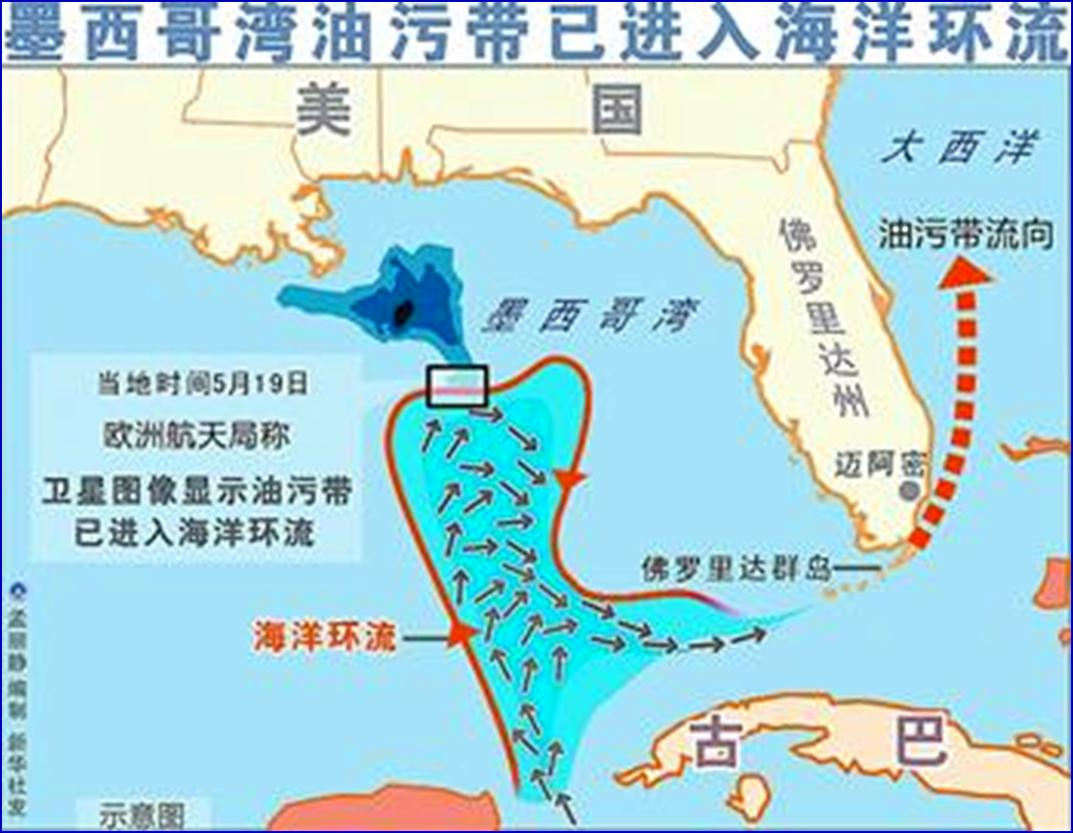 墨西哥湾油污带已进入海洋环流
美国
大西洋
佛罗里达州
油污带流向
墨西哥湾
当地时间5月19日
欧洲航天局称
卫星图像显示油污带
已进入海洋环流
迈阿密
佛罗里达群岛
海洋环流
古巴
孟丽静 编制 新华社发
示意图